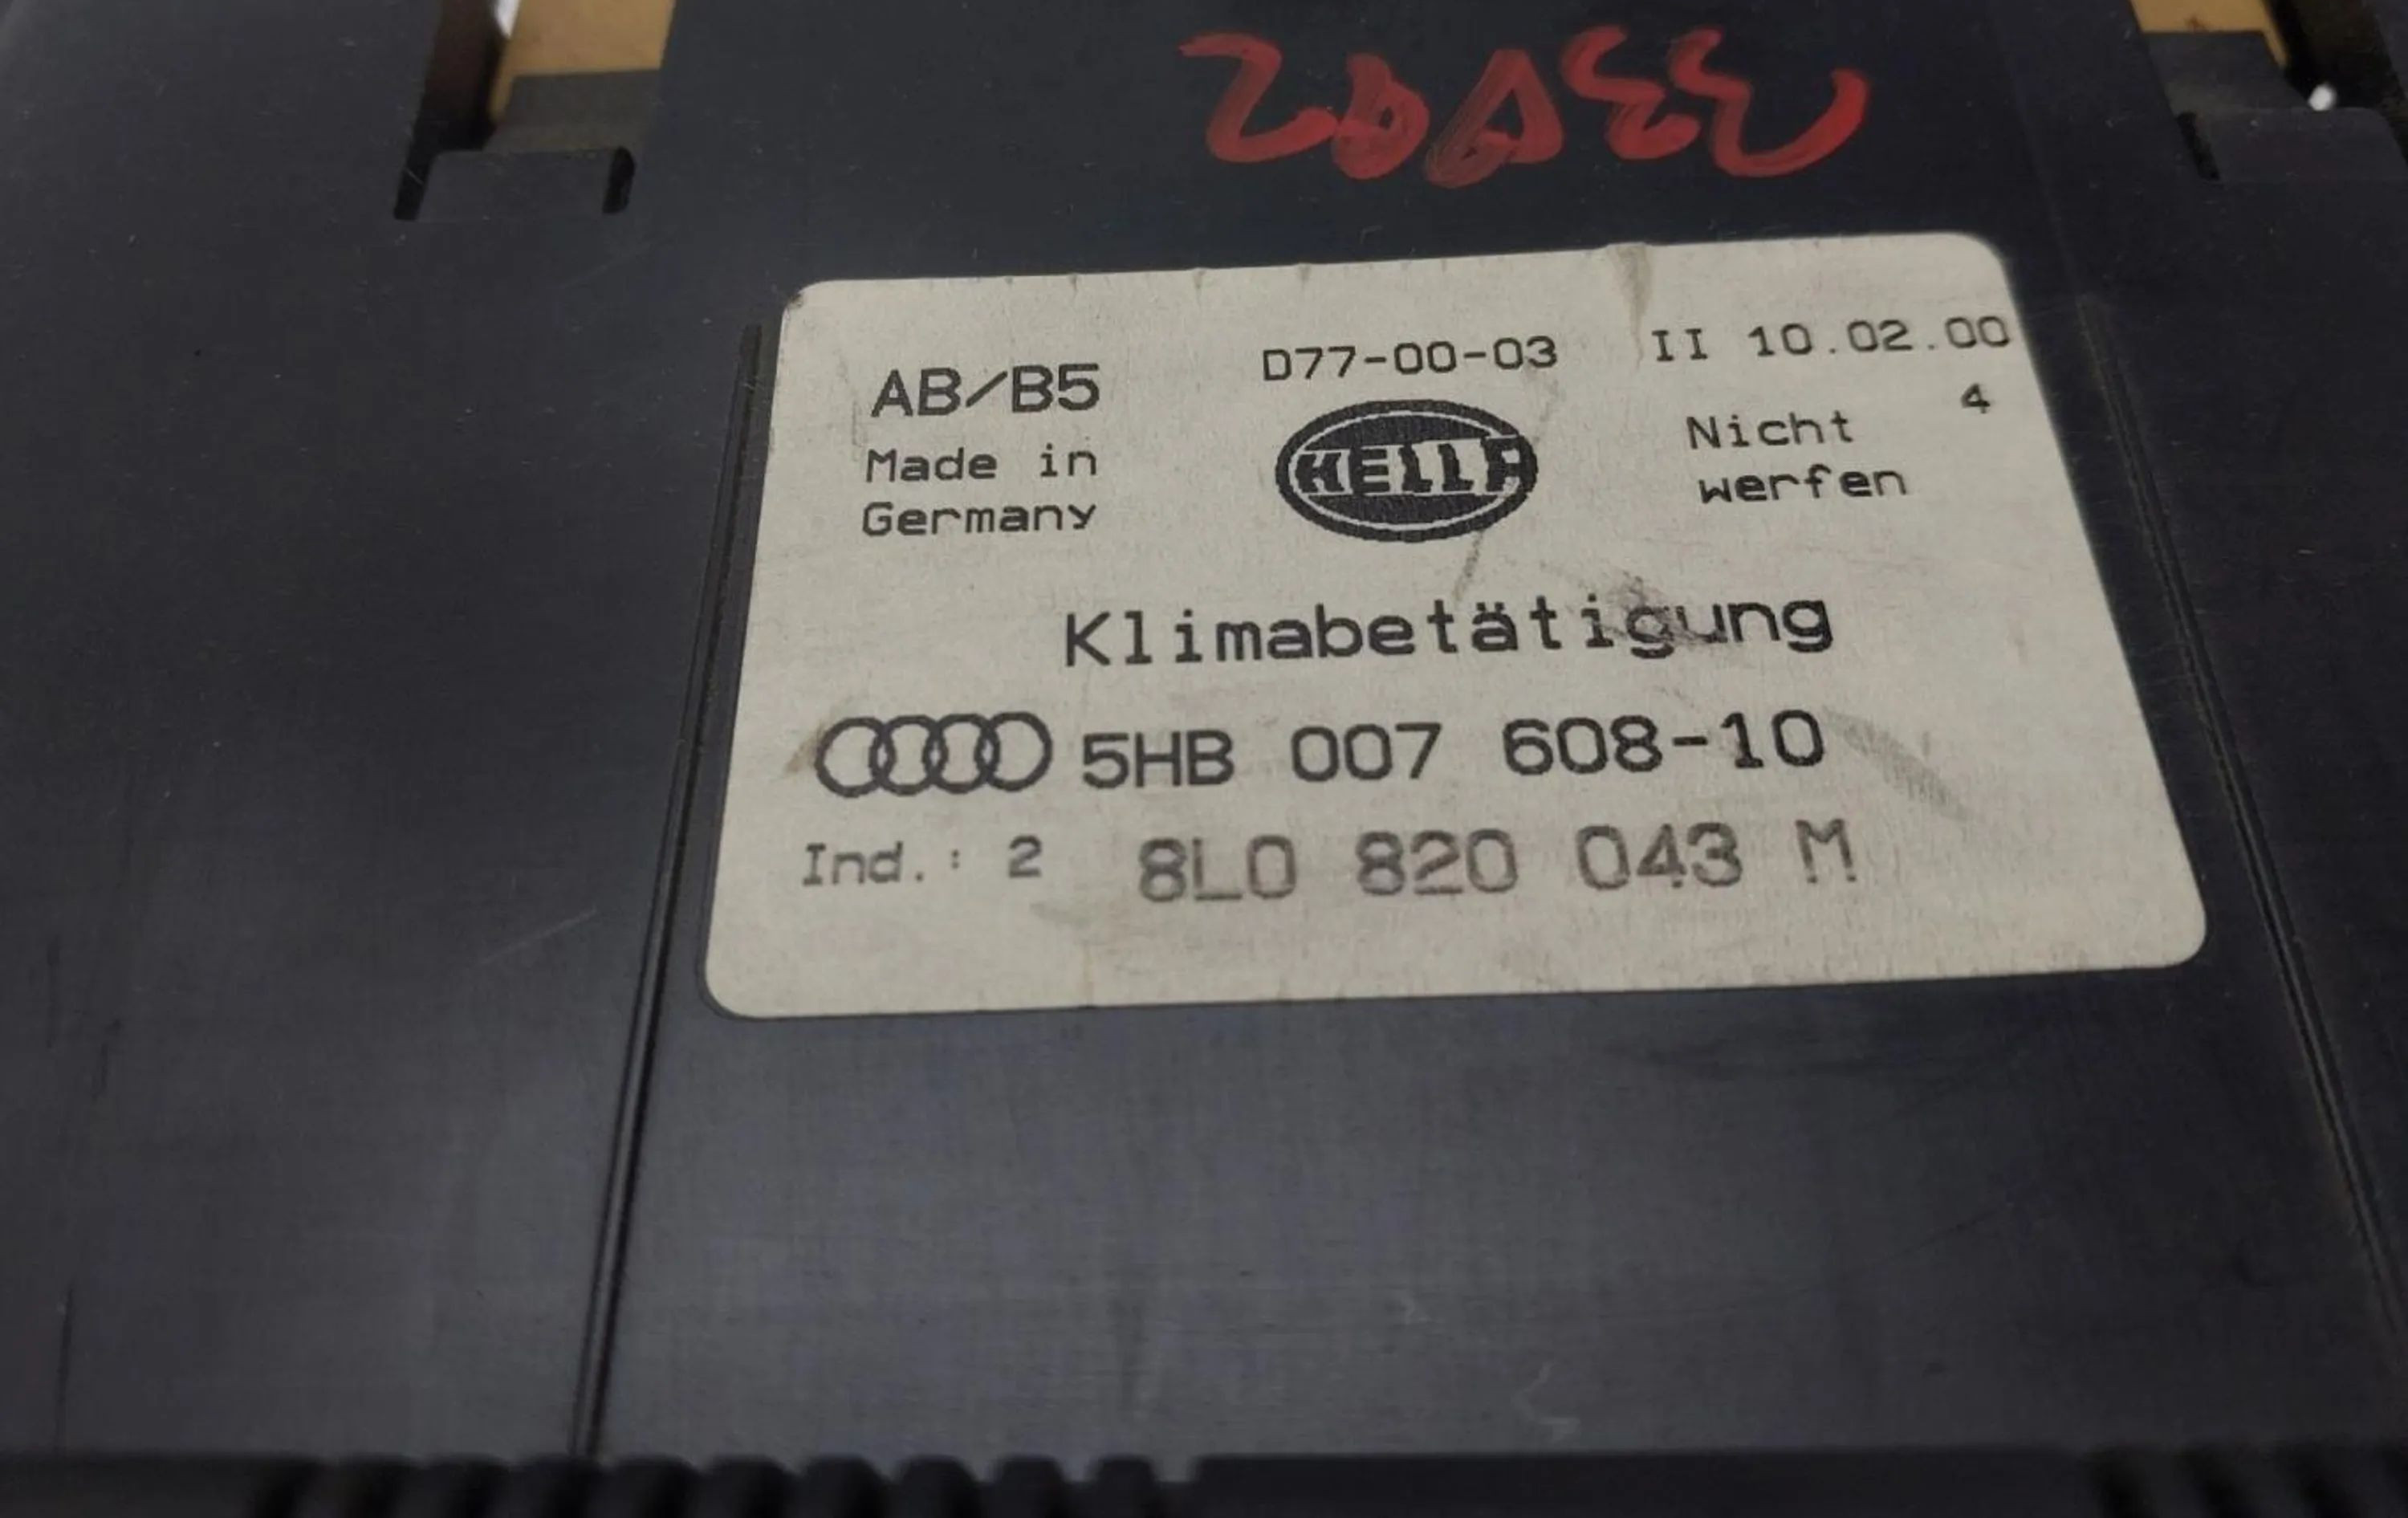 AB/B5 D77-00-03 II 10.02.00
4
Made in
Germany
HELLA
Nicht
werfen
Klimabetätigung
5HB 007 608-10
Ind.: 2 8L0 820 043 M